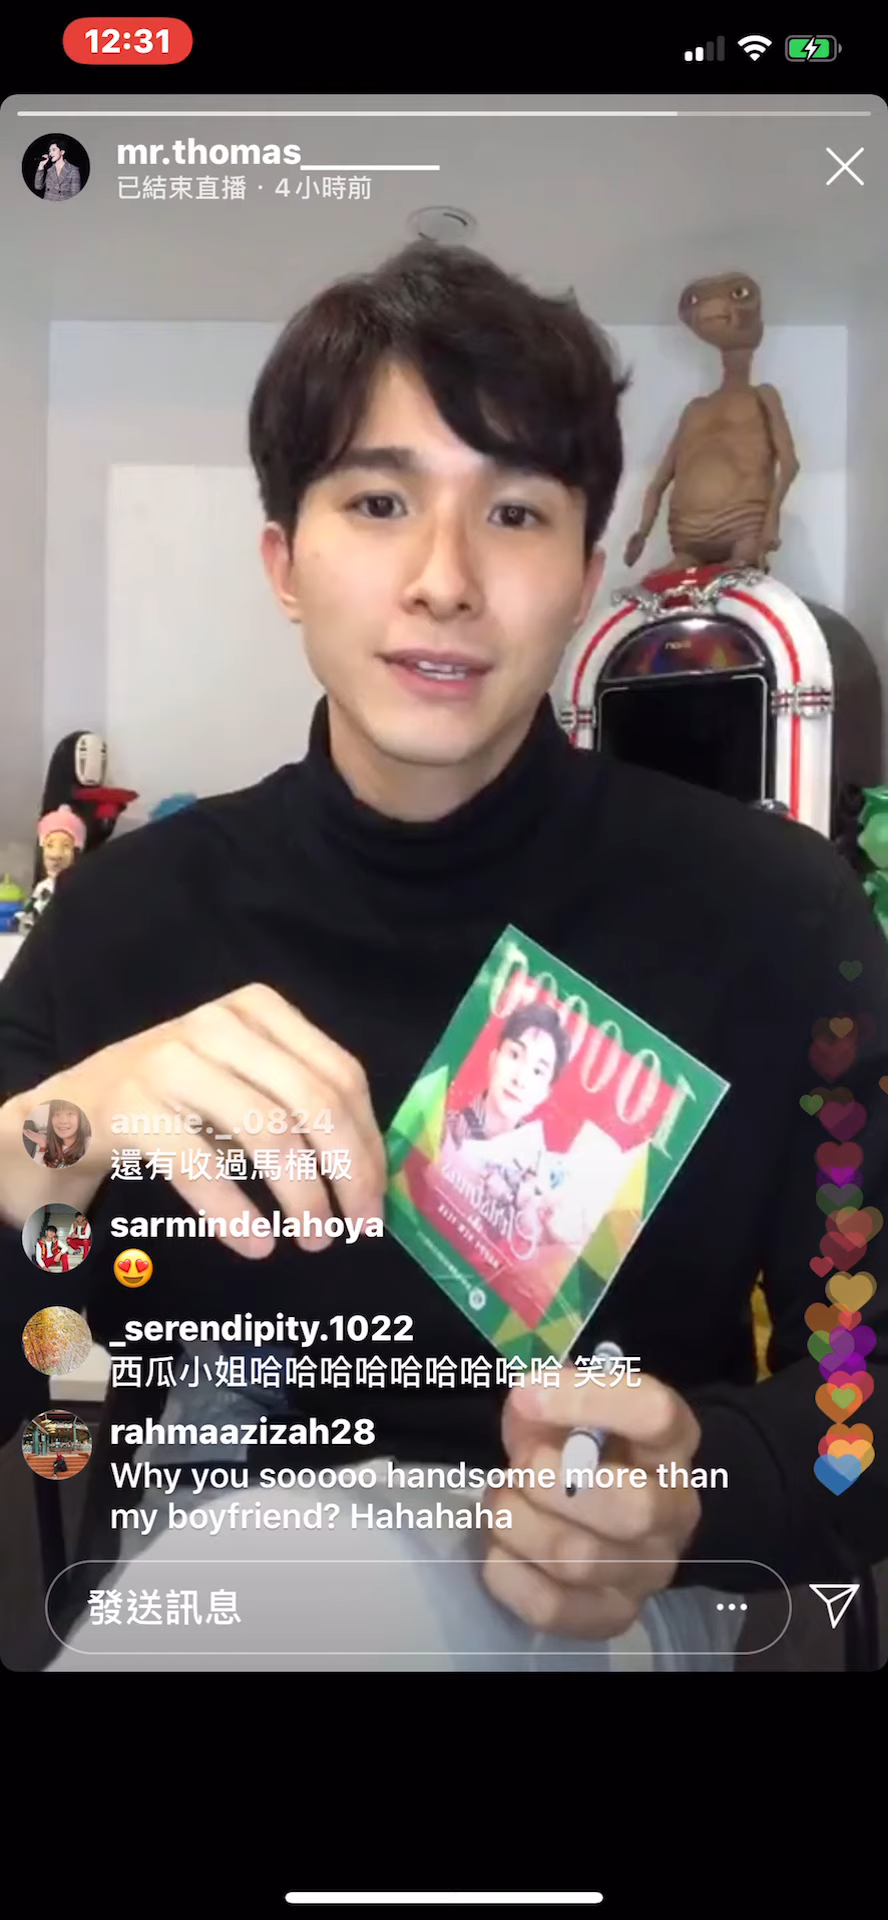 12:31
mr.thomas________
已結束直播 · 4小時前
annie._.0824
還有收過馬桶吸
sarmindelahoya
😍
_serendipity.1022
西瓜小姐哈哈哈哈哈哈哈哈哈 笑死
rahmaazizah28
Why you sooooo handsome more than
my boyfriend? Hahahaha
發送訊息